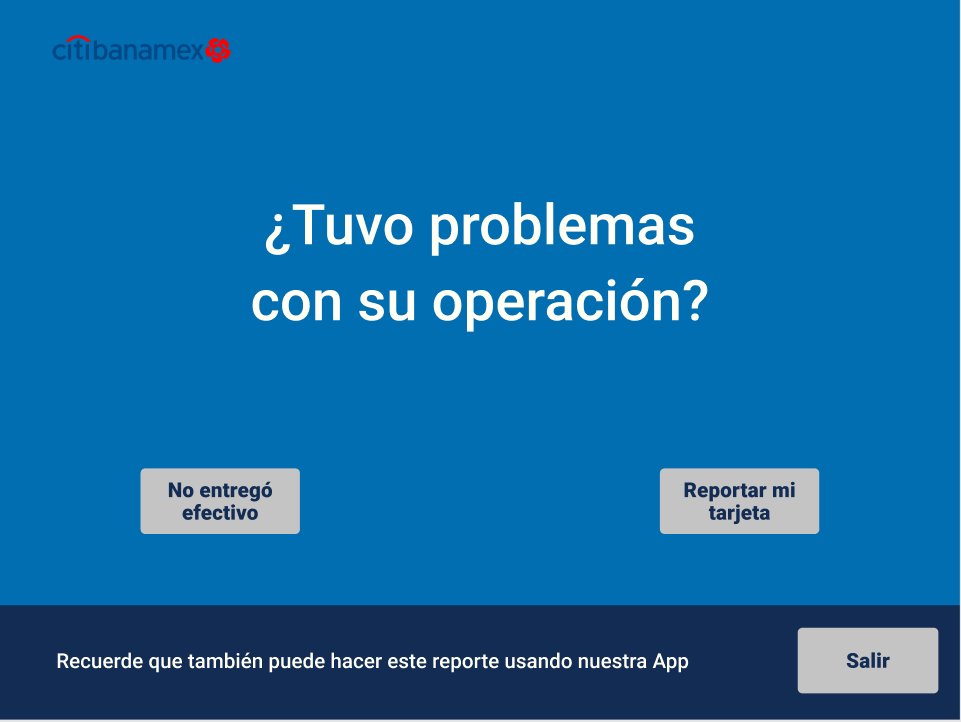 citibanamex
¿Tuvo problemas
con su operación?
No entregó
efectivo
Reportar mi
tarjeta
Recuerde que también puede hacer este reporte usando nuestra App
Salir